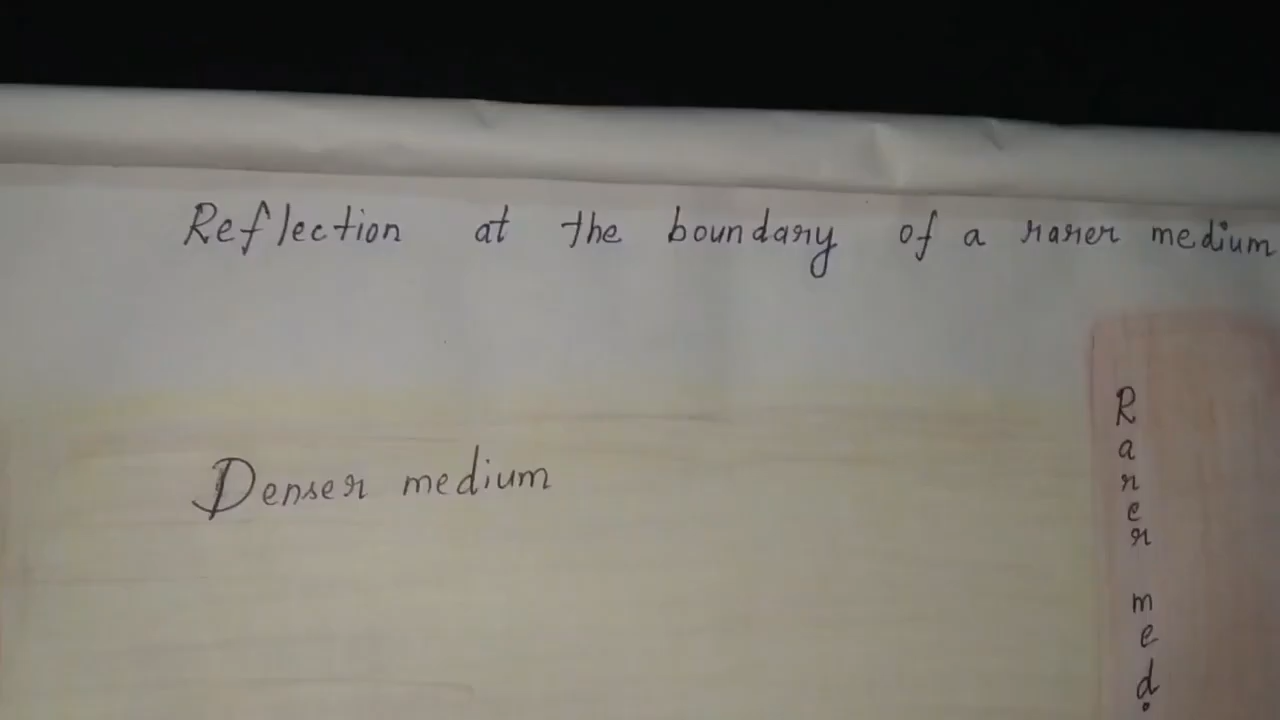 Reflection at the boundary of a rarer medium
Denser medium
Rarer med